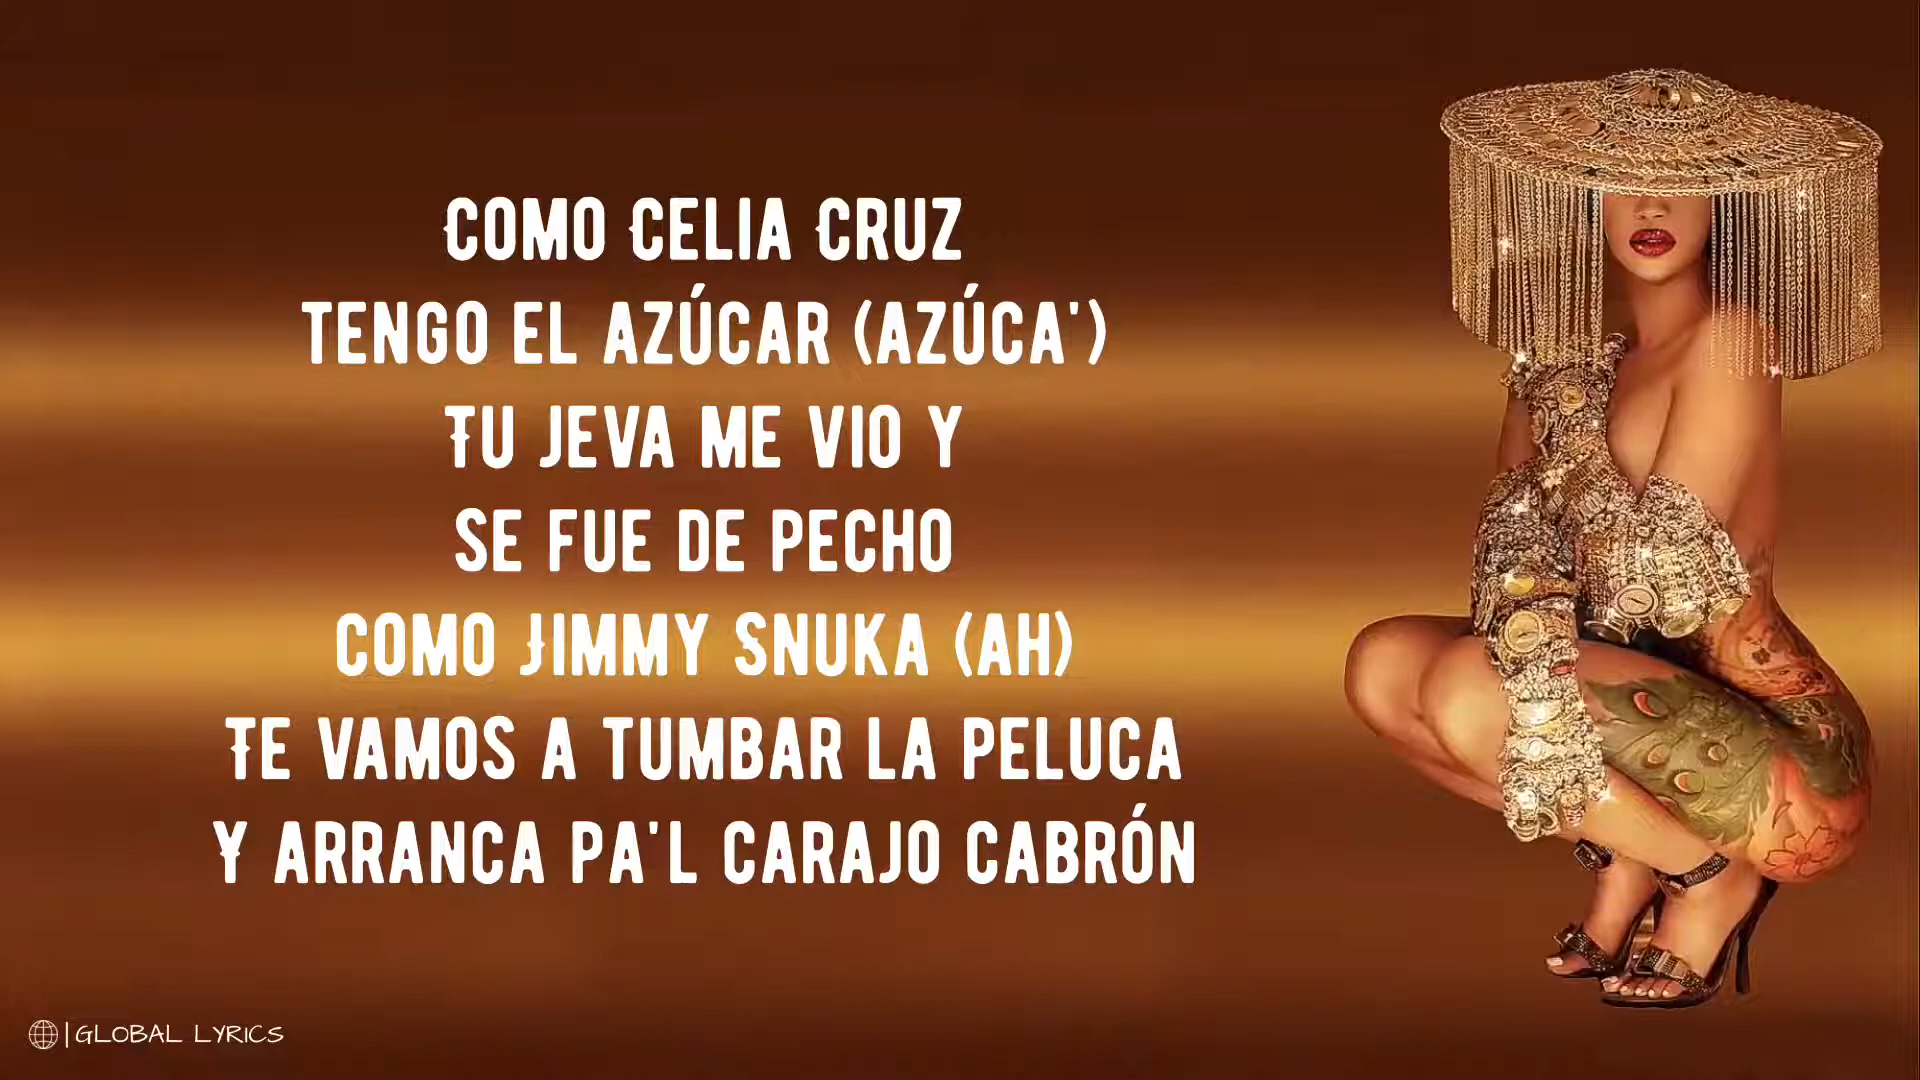 Como Celia Cruz
tengo el azúcar (azúca')
Tu jeva me vio y
se fue de pecho
como Jimmy Snuka (ah)
Te vamos a tumbar la peluca
Y arranca pa'l carajo cabrón
|GLOBAL LYRICS